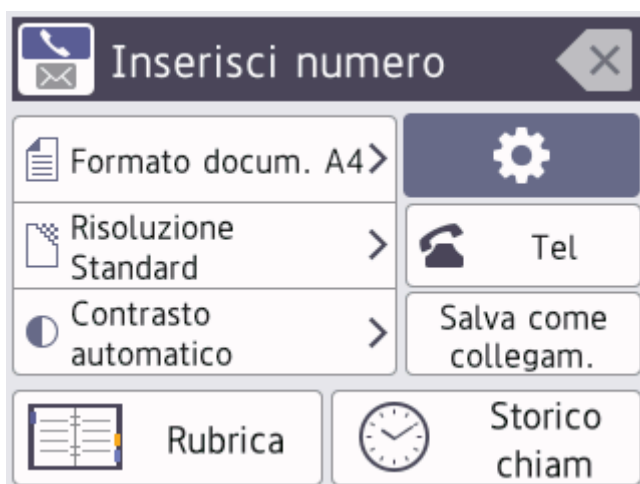 Inserisci numero
Formato docum. A4
Risoluzione
Standard
Contrasto
automatico
Tel
Salva come
collegam.
Rubrica
Storico
chiam